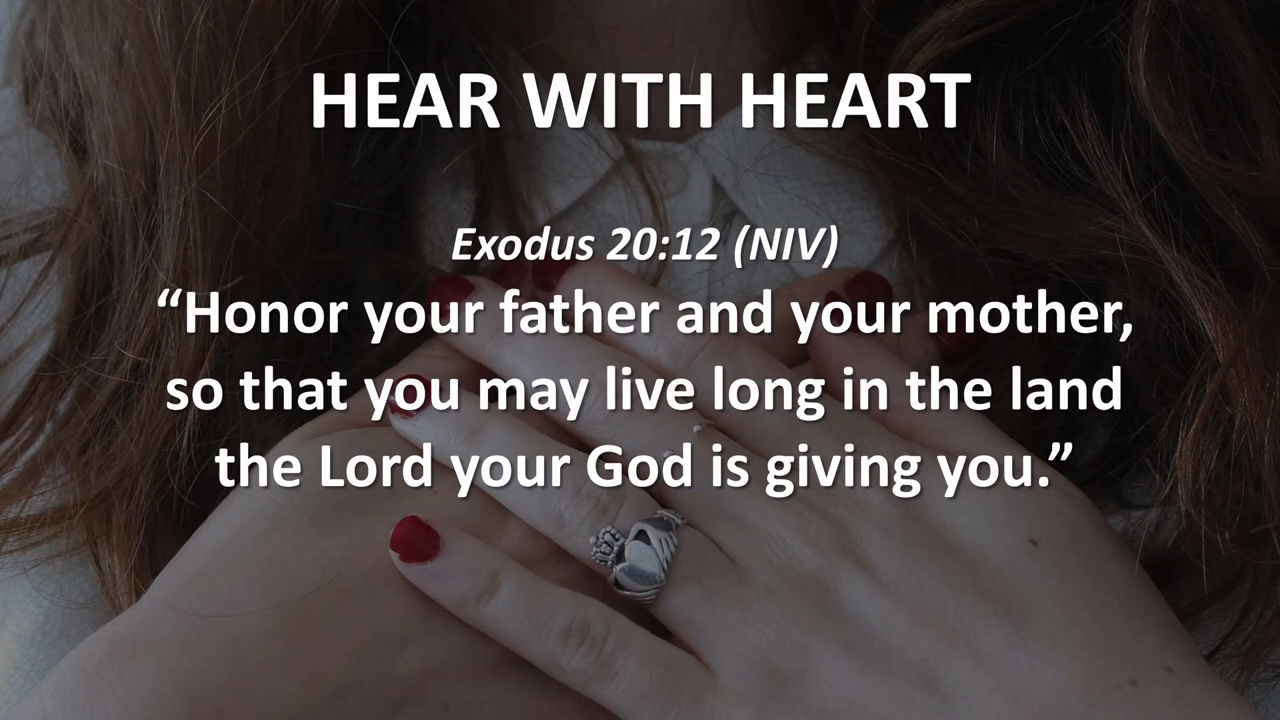 HEAR WITH HEART
Exodus 20:12 (NIV)
“Honor your father and your mother,
so that you may live long in the land
the Lord your God is giving you.”